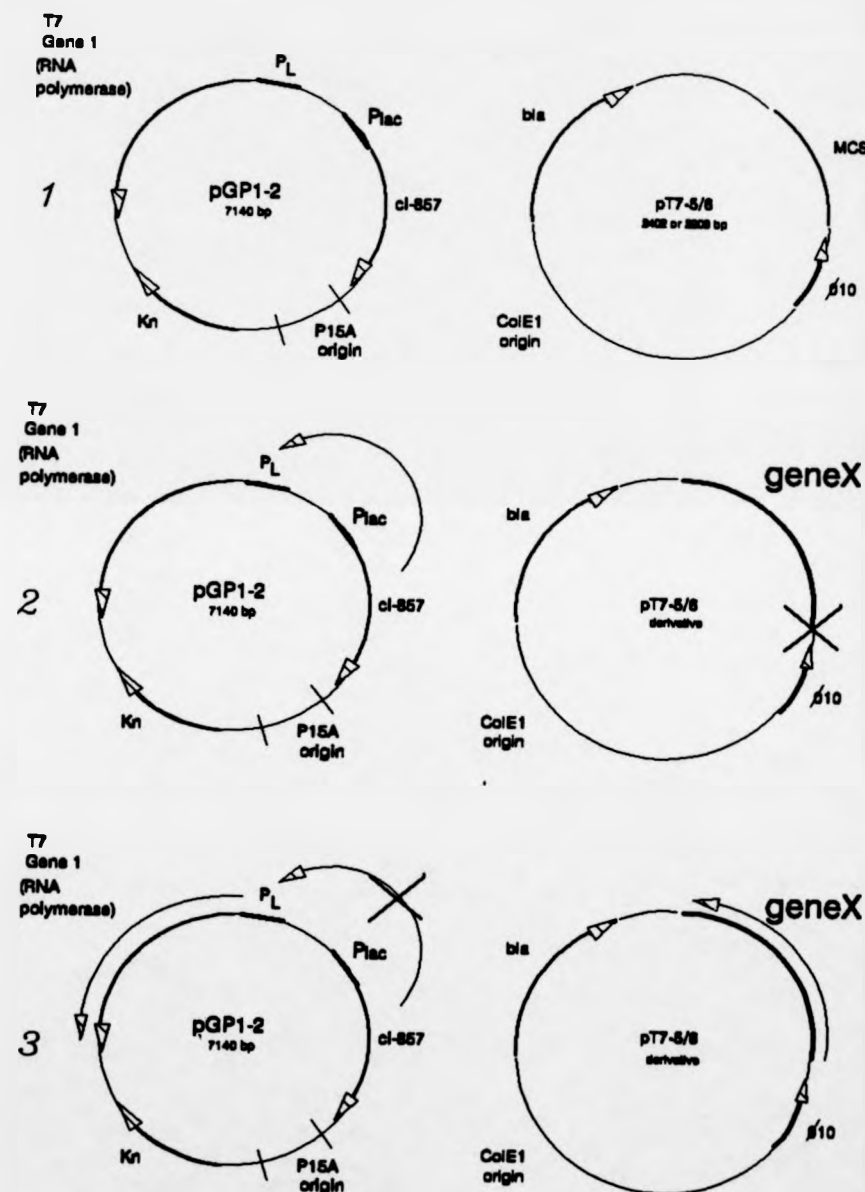 T7
Gene 1
(RNA
polymerase)
PL
Plac
1
pGP1-2
7140 bp
cI-857
Kn
P15A
origin
bla
MCS
pT7-5/6
2402 or 2203 bp
ColE1
origin
ø10
T7
Gene 1
(RNA
polymerase)
PL
Plac
2
pGP1-2
7140 bp
cI-857
Kn
P15A
origin
geneX
bla
pT7-5/6
derivative
ColE1
origin
ø10
T7
Gene 1
(RNA
polymerase)
PL
Plac
3
pGP1-2
7140 bp
cI-857
Kn
P15A
origin
geneX
bla
pT7-5/6
derivative
ColE1
origin
ø10